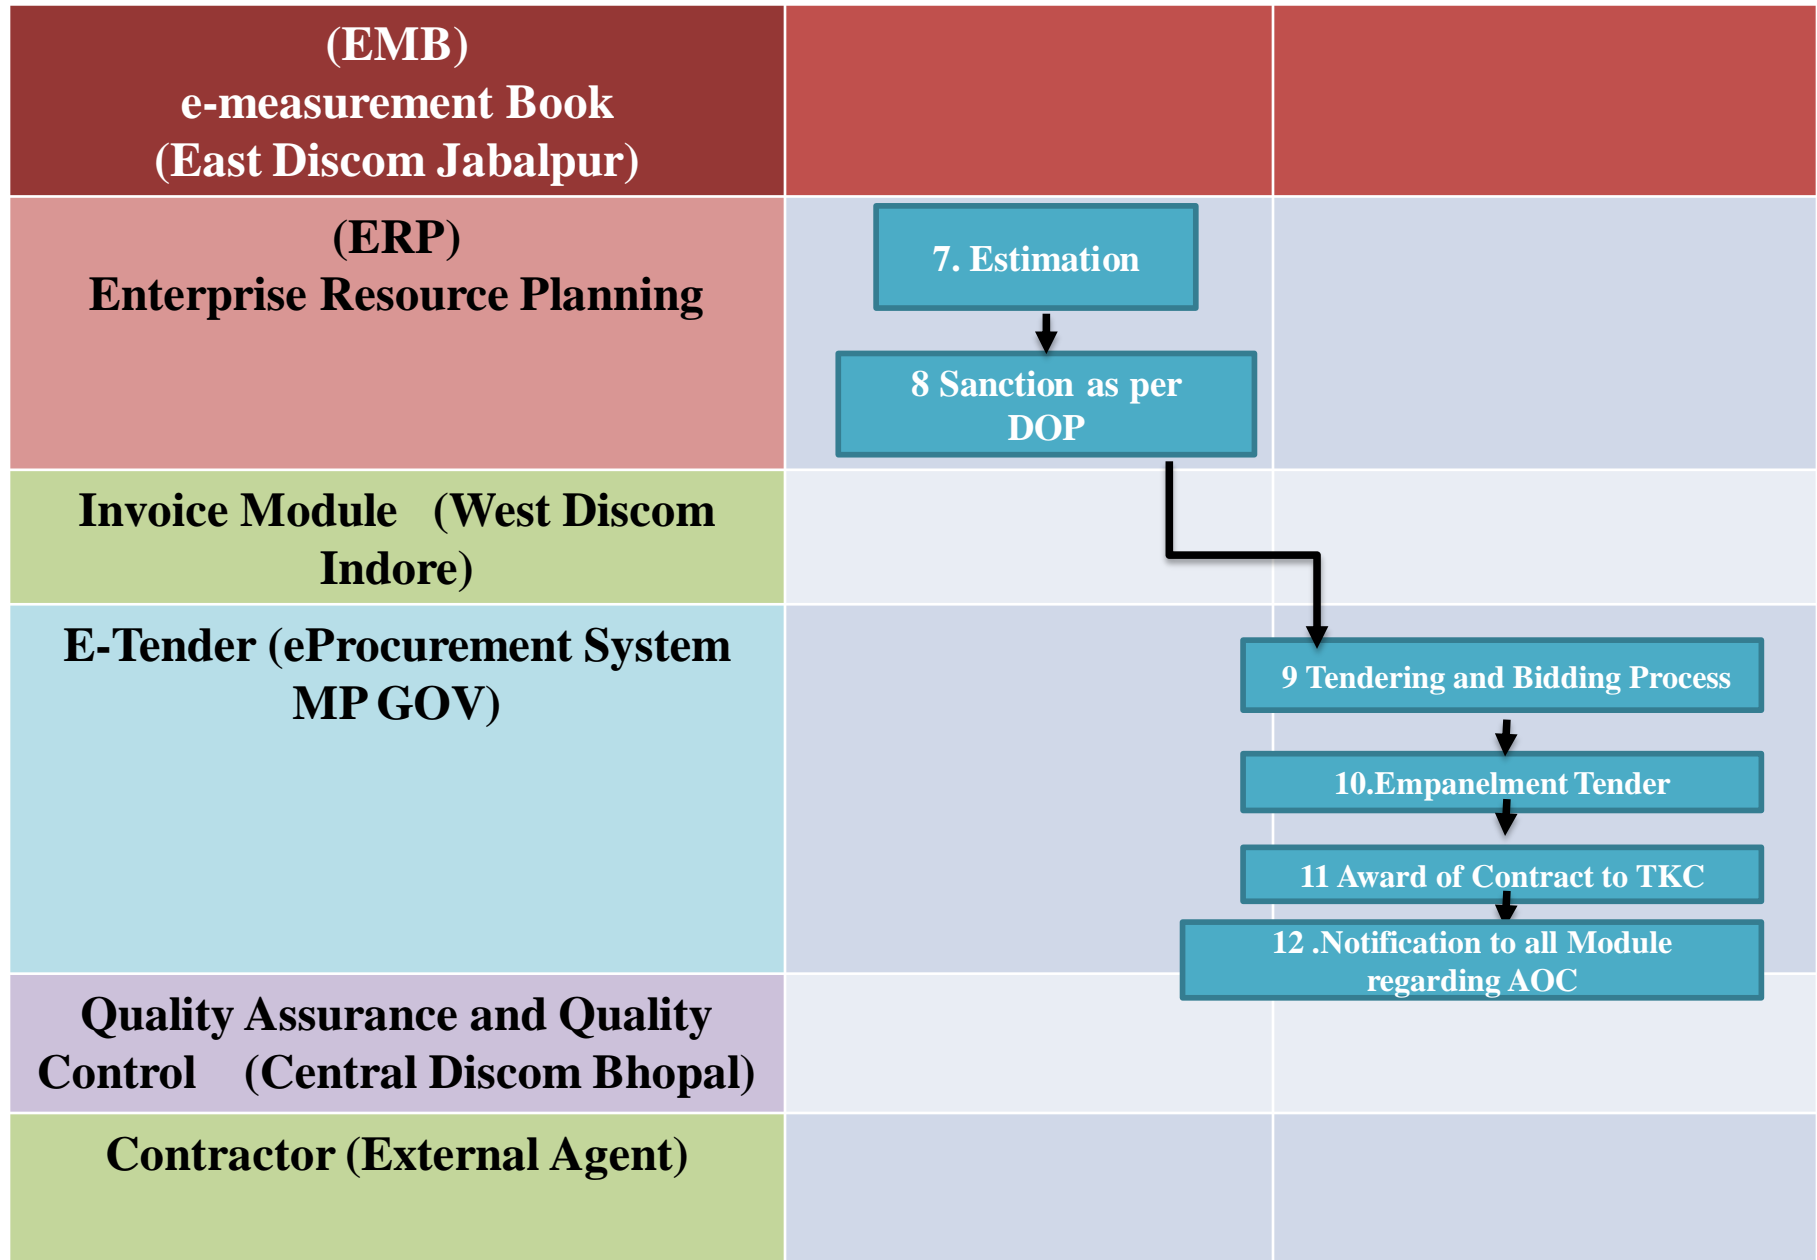 (EMB)
e-measurement Book
(East Discom Jabalpur)
(ERP)
Enterprise Resource Planning
7. Estimation
8 Sanction as per
DOP
Invoice Module (West Discom
Indore)
E-Tender (eProcurement System
MP GOV)
9 Tendering and Bidding Process
10.Empanelment Tender
11 Award of Contract to TKC
12 .Notification to all Module
regarding AOC
Quality Assurance and Quality
Control (Central Discom Bhopal)
Contractor (External Agent)